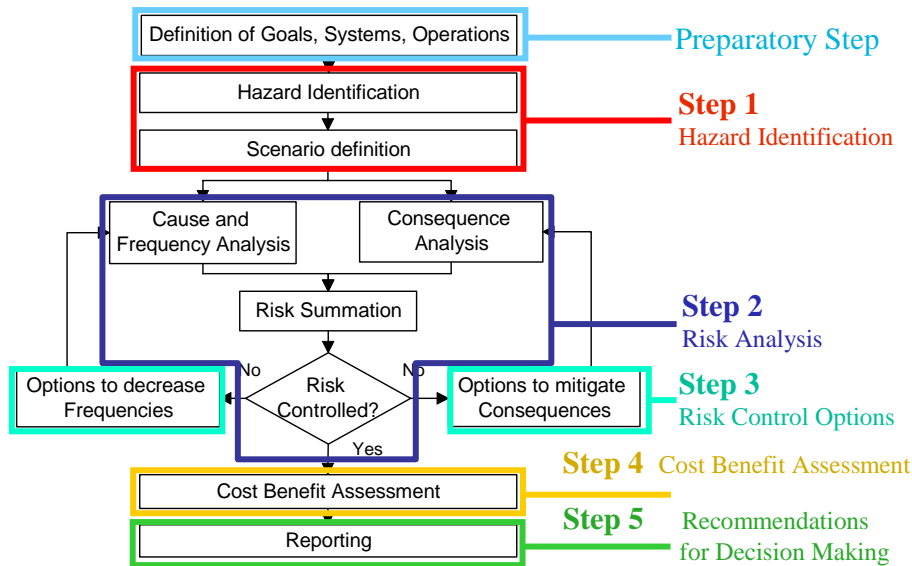 Definition of Goals, Systems, Operations
Preparatory Step
Hazard Identification
Scenario definition
Step 1
Hazard Identification
Cause and
Frequency Analysis
Consequence
Analysis
Risk Summation
Step 2
Risk Analysis
No
No
Options to decrease
Frequencies
Risk
Controlled?
Options to mitigate
Consequences
Step 3
Risk Control Options
Yes
Step 4 Cost Benefit Assessment
Cost Benefit Assessment
Step 5 Recommendations
for Decision Making
Reporting